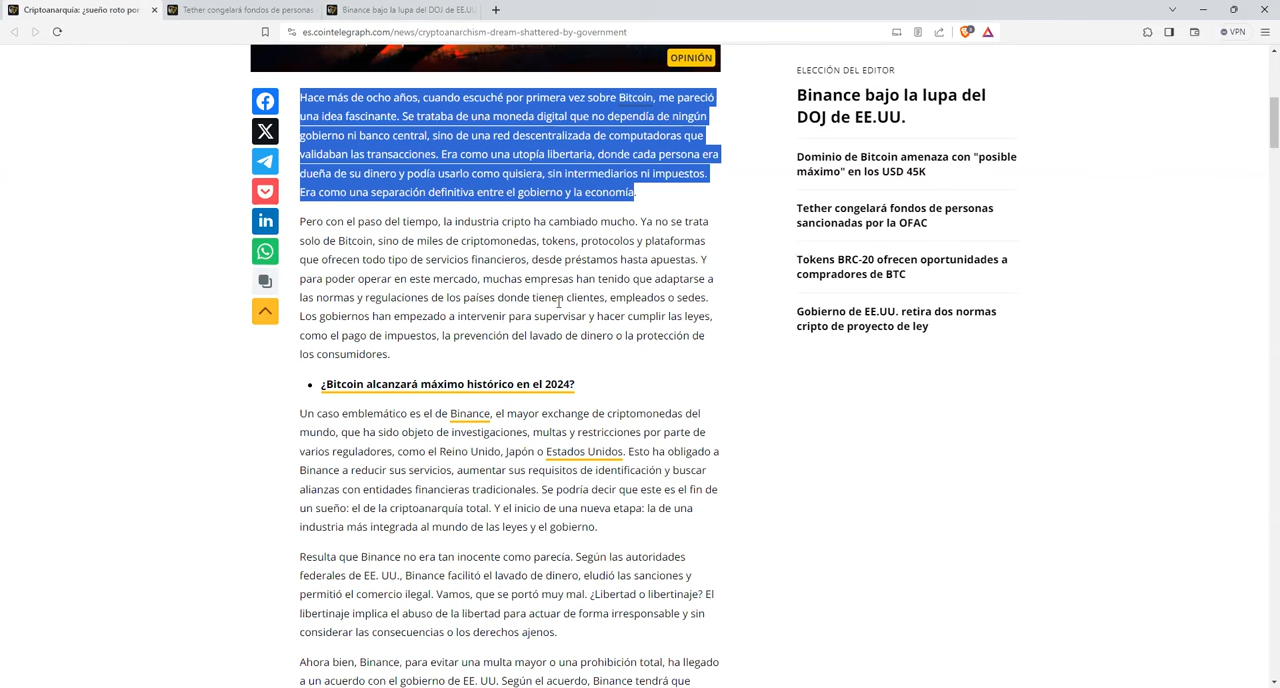 Criptoanarquía: ¿sueño roto por
Tether congelará fondos de personas
Binance bajo la lupa del DOJ de EE.UU.
es.cointelegraph.com/news/cryptoanarchism-dream-shattered-by-government
VPN
OPINIÓN
Hace más de ocho años, cuando escuché por primera vez sobre Bitcoin, me pareció
una idea fascinante. Se trataba de una moneda digital que no dependía de ningún
gobierno ni banco central, sino de una red descentralizada de computadoras que
validaban las transacciones. Era como una utopía libertaria, donde cada persona era
dueña de su dinero y podía usarlo como quisiera, sin intermediarios ni impuestos.
Era como una separación definitiva entre el gobierno y la economía.
Pero con el paso del tiempo, la industria cripto ha cambiado mucho. Ya no se trata
solo de Bitcoin, sino de miles de criptomonedas, tokens, protocolos y plataformas
que ofrecen todo tipo de servicios financieros, desde préstamos hasta apuestas. Y
para poder operar en este mercado, muchas empresas han tenido que adaptarse a
las normas y regulaciones de los países donde tienen clientes, empleados o sedes.
Los gobiernos han empezado a intervenir para supervisar y hacer cumplir las leyes,
como el pago de impuestos, la prevención del lavado de dinero o la protección de
los consumidores.
¿Bitcoin alcanzará máximo histórico en el 2024?
Un caso emblemático es el de Binance, el mayor exchange de criptomonedas del
mundo, que ha sido objeto de investigaciones, multas y restricciones por parte de
varios reguladores, como el Reino Unido, Japón o Estados Unidos. Esto ha obligado a
Binance a reducir sus servicios, aumentar sus requisitos de identificación y buscar
alianzas con entidades financieras tradicionales. Se podría decir que este es el fin de
un sueño: el de la criptoanarquía total. Y el inicio de una nueva etapa: la de una
industria más integrada al mundo de las leyes y el gobierno.
Resulta que Binance no era tan inocente como parecía. Según las autoridades
federales de EE. UU., Binance facilitó el lavado de dinero, eludió las sanciones y
permitió el comercio ilegal. Vamos, que se portó muy mal. ¿Libertad o libertinaje? El
libertinaje implica el abuso de la libertad para actuar de forma irresponsable y sin
considerar las consecuencias o los derechos ajenos.
Ahora bien, Binance, para evitar una multa mayor o una prohibición total, ha llegado
a un acuerdo con el gobierno de EE. UU. Según el acuerdo, Binance tendrá que
ELECCIÓN DEL EDITOR
Binance bajo la lupa del
DOJ de EE.UU.
Dominio de Bitcoin amenaza con "posible
máximo" en los USD 45K
Tether congelará fondos de personas
sancionadas por la OFAC
Tokens BRC-20 ofrecen oportunidades a
compradores de BTC
Gobierno de EE.UU. retira dos normas
cripto de proyecto de ley